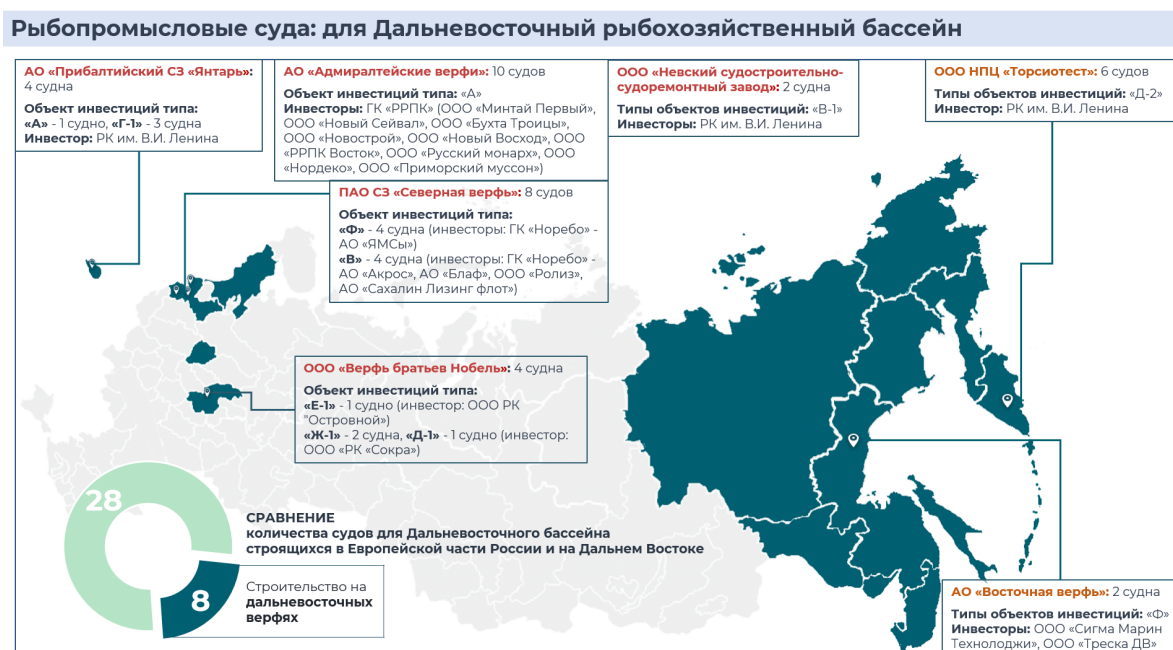 Рыбопромысловые суда: для Дальневосточный рыбохозяйственный бассейн
АО «Прибалтийский СЗ «Янтарь»:
4 судна
Объект инвестиций типа:
«А» - 1 судно, «Г-1» - 3 судна
Инвестор: РК им. В.И. Ленина
АО «Адмиралтейские верфи»: 10 судов
Объект инвестиций типа: «А»
Инвесторы: ГК «РРПК» (ООО «Минтай Первый»,
ООО «Новый Сейвал», ООО «Бухта Троицы»,
ООО «Новострой», ООО «Новый Восход», ООО
«РРПК Восток», ООО «Русский монарх», ООО
«Нордеко», ООО «Приморский муссон»)
ООО «Невский судостроительно-
судоремонтный завод»: 2 судна
Типы объектов инвестиций: «В-1»
Инвесторы: РК им. В.И. Ленина
ООО НПЦ «Торсиотест»: 6 судов
Типы объектов инвестиций: «Д-2»
Инвестор: РК им. В.И. Ленина
ПАО СЗ «Северная верфь»: 8 судов
Объект инвестиций типа:
«Ф» - 4 судна (инвесторы: ГК «Норебо» -
АО «ЯМСы»)
«В» - 4 судна (инвесторы: ГК «Норебо» -
АО «Акрос», АО «Блаф», ООО «Ролиз»,
АО «Сахалин Лизинг флот»)
ООО «Верфь братьев Нобель»: 4 судна
Объект инвестиций типа:
«Е-1» - 1 судно (инвестор: ООО РК
"Островной»)
«Ж-1» - 2 судна, «Д-1» - 1 судно (инвестор:
ООО «РК «Сокра»)
28
СРАВНЕНИЕ
количества судов для Дальневосточного бассейна
строящихся в Европейской части России и на Дальнем Востоке
8
Строительство на
дальневосточных
верфях
АО «Восточная верфь»: 2 судна
Типы объектов инвестиций: «Ф»
Инвесторы: ООО «Сигма Марин
Технолоджи», ООО «Треска ДВ»